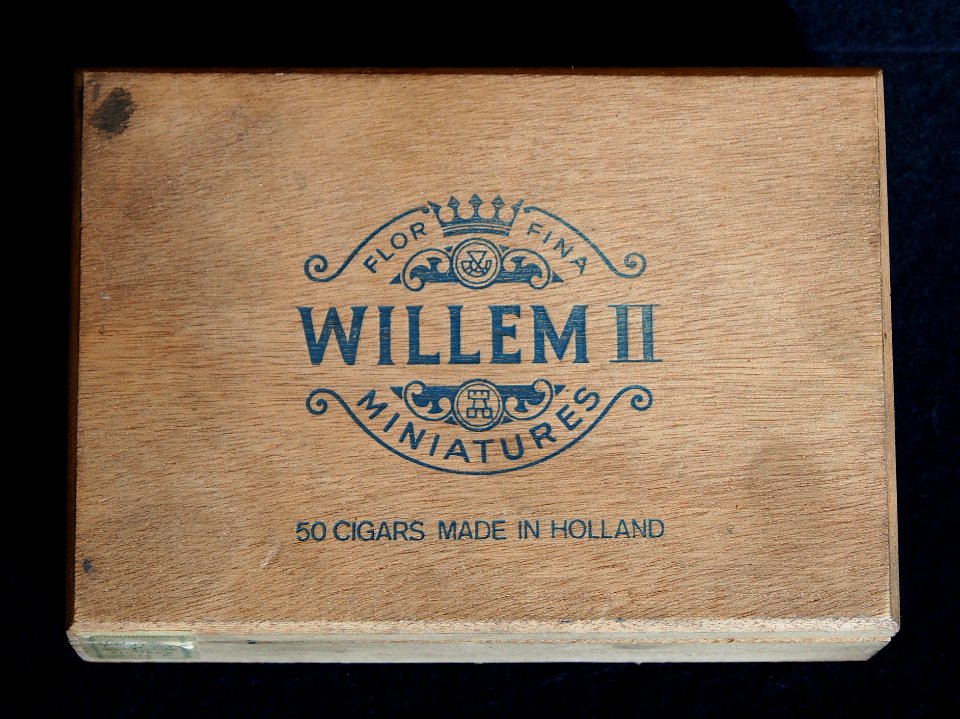 FLOR FINA
WILLEM II
MINIATURES
50 CIGARS MADE IN HOLLAND